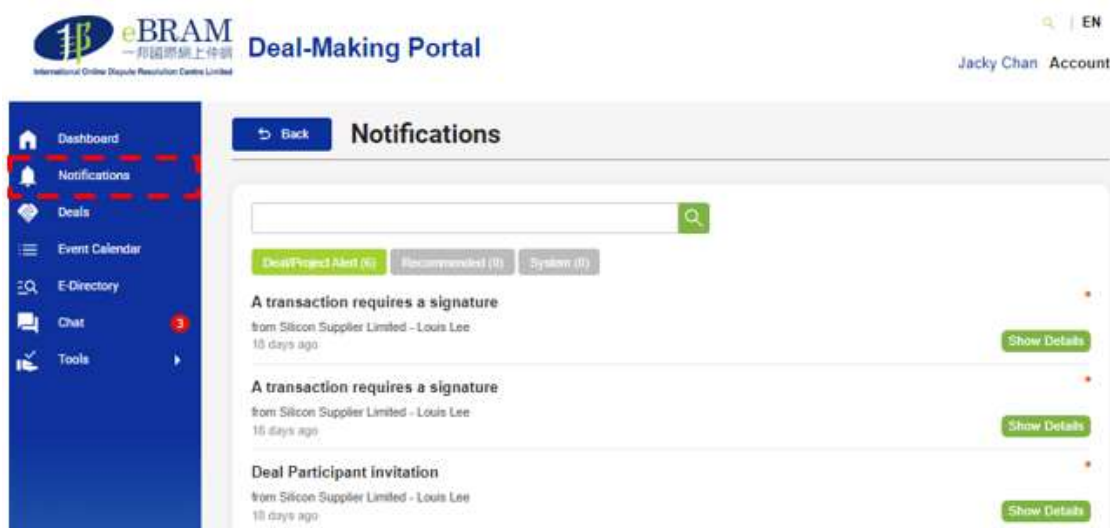 eBRAM
一邦國際網上仲調
International Online Dispute Resolution Centre Limited
Deal-Making Portal
| EN
Jacky Chan Account
Dashboard
Notifications
Deals
Event Calendar
E-Directory
Chat 3
Tools
Back
Notifications
Deal/Project Alert (6) Recommended (0) System (0)
A transaction requires a signature
from Silicon Supplier Limited - Louis Lee
18 days ago
Show Details
A transaction requires a signature
from Silicon Supplier Limited - Louis Lee
18 days ago
Show Details
Deal Participant invitation
from Silicon Supplier Limited - Louis Lee
18 days ago
Show Details